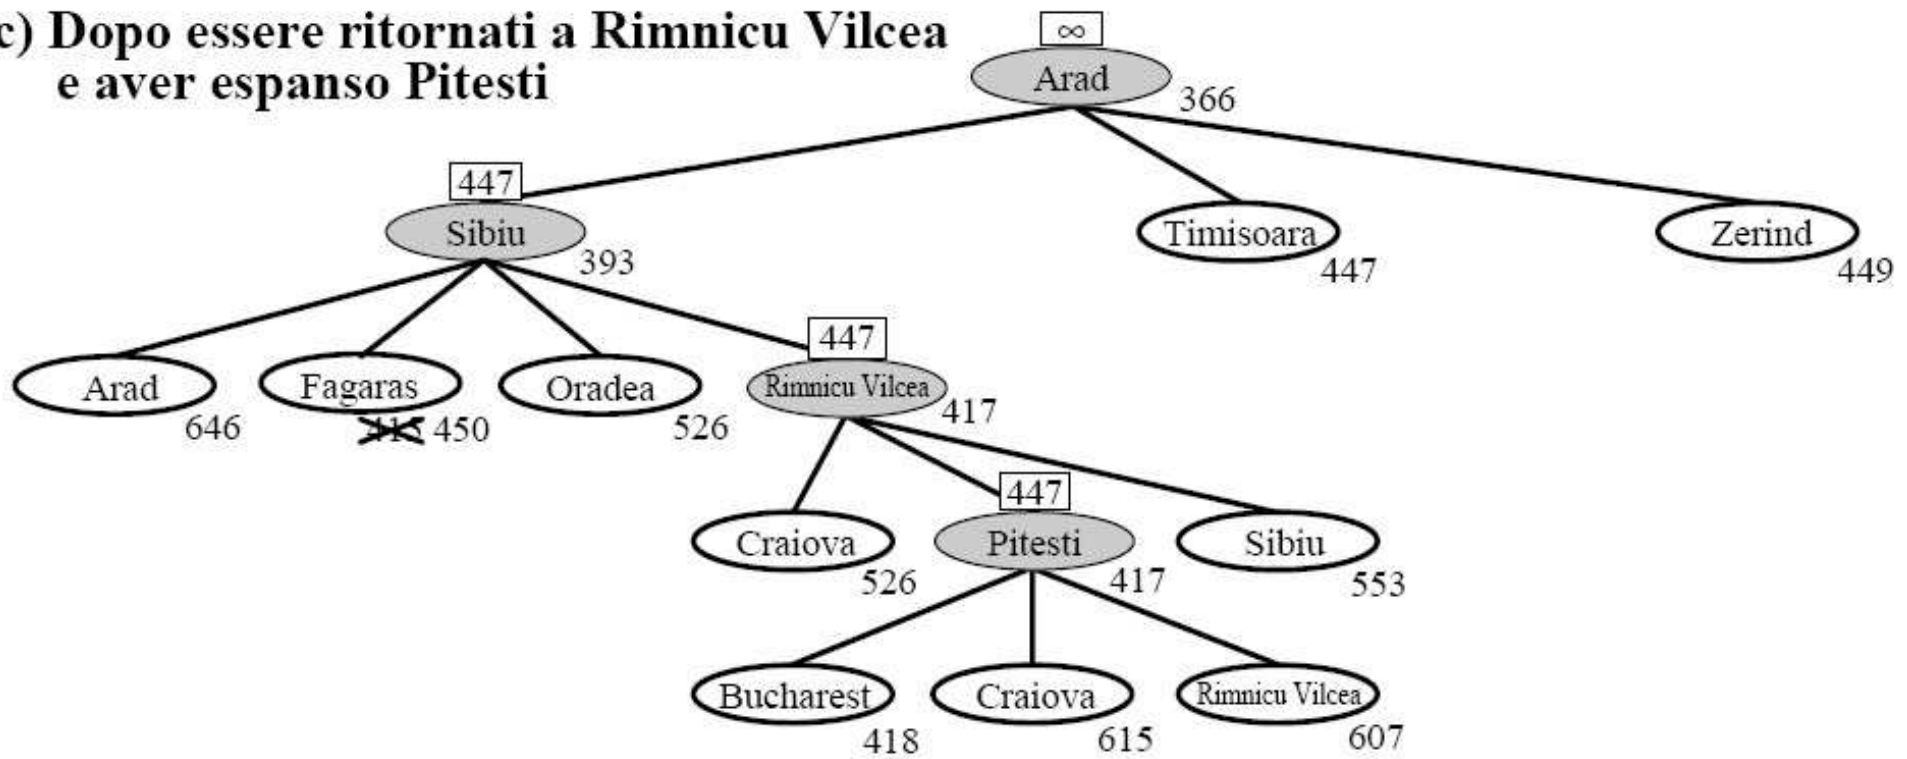 c) Dopo essere ritornati a Rimnicu Vilcea
e aver espanso Pitesti
∞
Arad
366
447
Sibiu
393
Timisoara
447
Zerind
449
Arad
646
Fagaras
415 450
Oradea
526
447
Rimnicu Vilcea
417
Craiova
526
447
Pitesti
417
Sibiu
553
Bucharest
418
Craiova
615
Rimnicu Vilcea
607